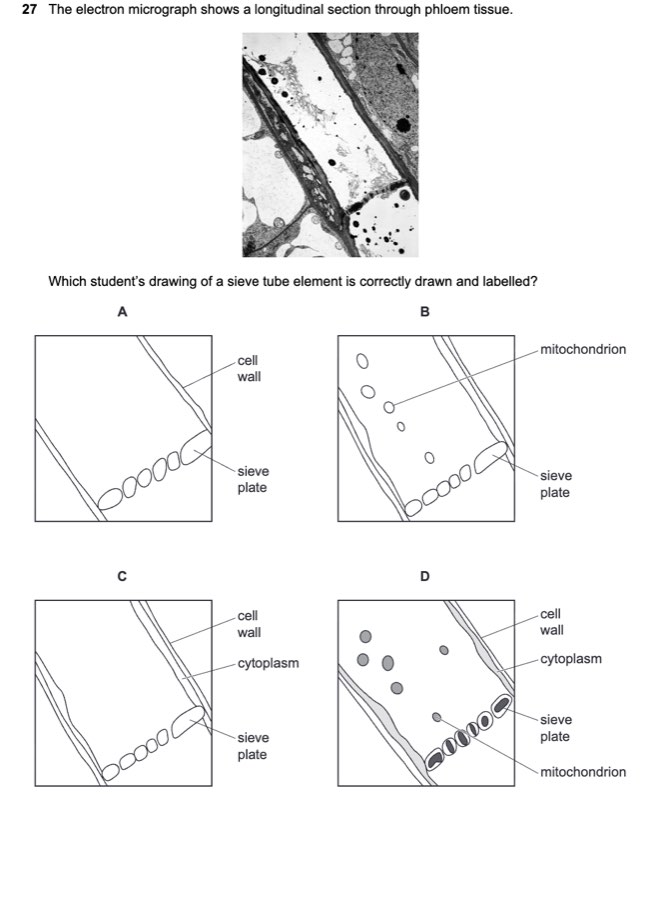 27 The electron micrograph shows a longitudinal section through phloem tissue.
Which student's drawing of a sieve tube element is correctly drawn and labelled?
A
cell
wall
sieve
plate
B
mitochondrion
sieve
plate
C
cell
wall
cytoplasm
sieve
plate
D
cell
wall
cytoplasm
sieve
plate
mitochondrion